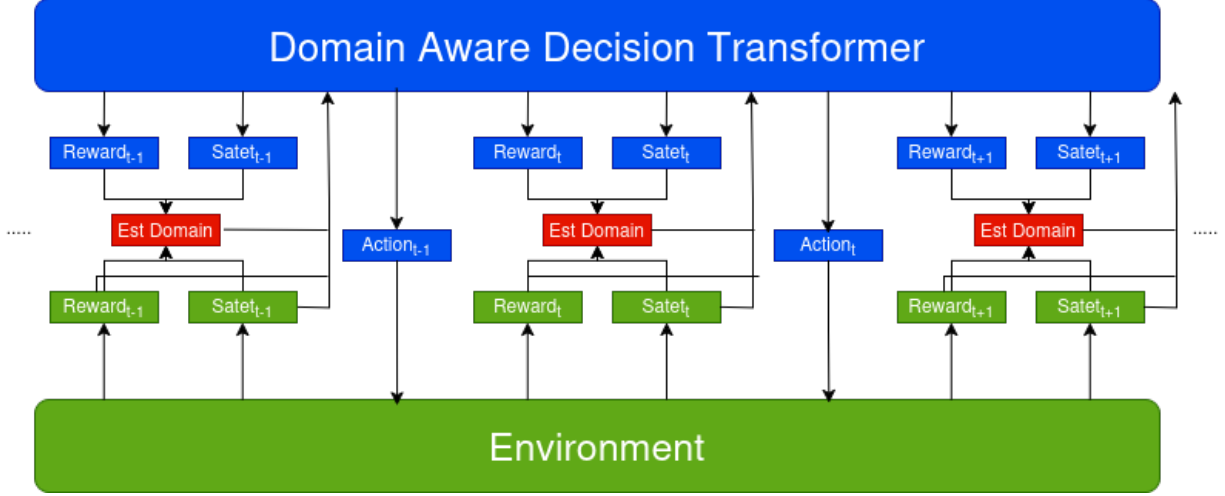 Domain Aware Decision Transformer
Reward_t-1 Satet_t-1 Reward_t Satet_t Reward_t+1 Satet_t+1
..... Est Domain Action_t-1 Est Domain Action_t Est Domain .....
Reward_t-1 Satet_t-1 Reward_t Satet_t Reward_t+1 Satet_t+1
Environment